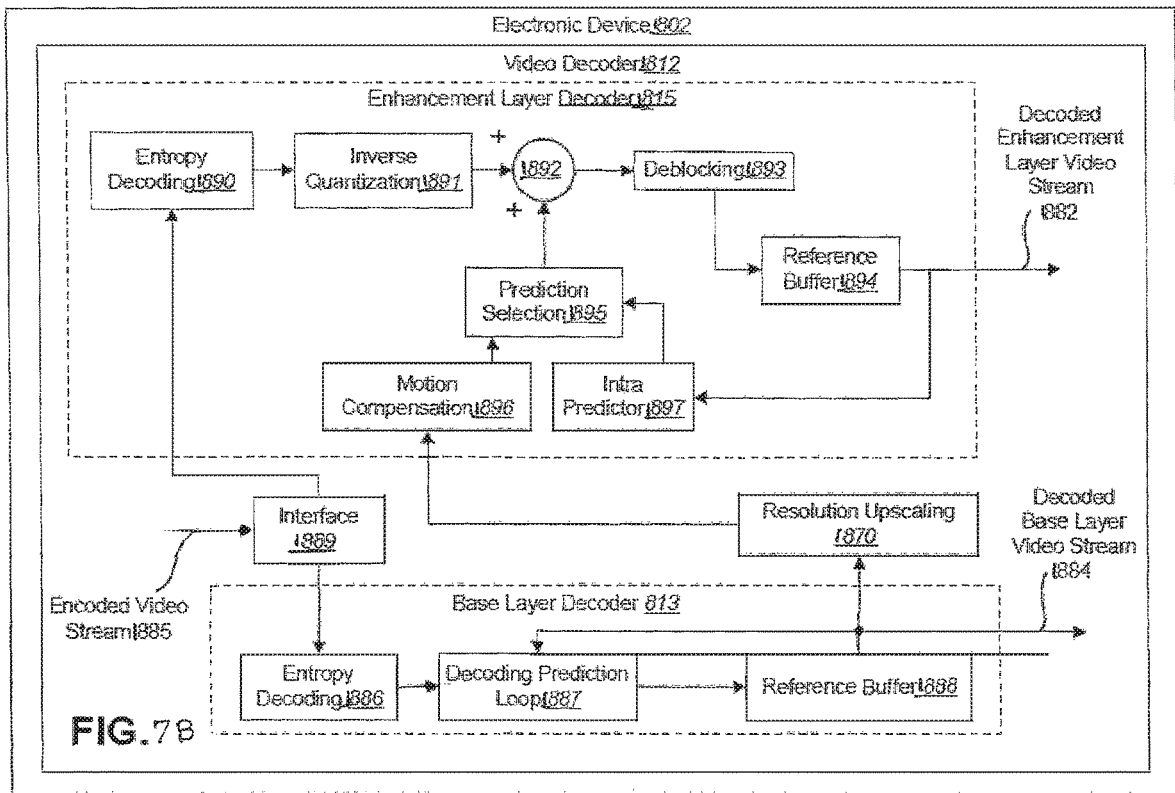 Electronic Device 1802
Video Decoder 1812
Enhancement Layer Decoder 1815
Entropy
Decoding 1890
Inverse
Quantization 1891
+
+
1892
Deblocking 1893
Decoded
Enhancement
Layer Video
Stream
1882
Reference
Buffer 1894
Prediction
Selection 1895
Motion
Compensation 1896
Intra
Predictor 1897
Interface
1889
Resolution Upscaling
1870
Decoded
Base Layer
Video Stream
1884
Encoded Video
Stream 1885
Base Layer Decoder 813
Entropy
Decoding 1886
Decoding Prediction
Loop 1887
Reference Buffer 1888
FIG.7B